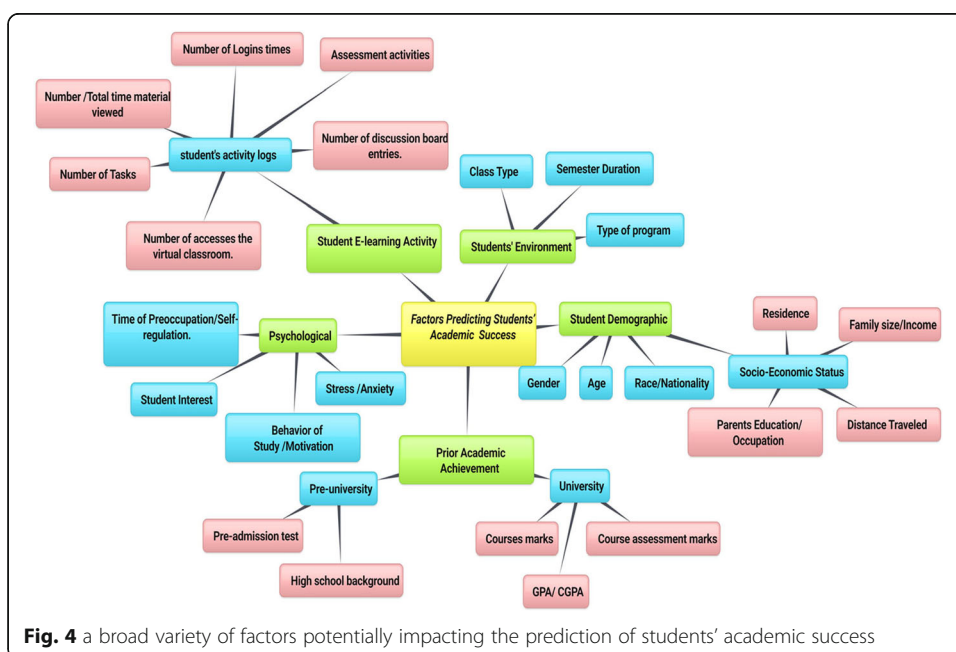 Number of Logins times
Assessment activities
Number /Total time material
viewed
student's activity logs
Number of discussion board
entries.
Number of Tasks
Number of accesses the
virtual classroom.
Class Type
Semester Duration
Type of program
Student E-learning Activity
Students' Environment
Time of Preoccupation/Self-
regulation.
Psychological
Factors Predicting Students'
Academic Success
Student Demographic
Residence
Family size/Income
Gender
Age
Race/Nationality
Socio-Economic Status
Student Interest
Stress /Anxiety
Behavior of
Study /Motivation
Parents Education/
Occupation
Distance Traveled
Prior Academic
Achievement
Pre-university
University
Pre-admission test
High school background
Courses marks
Course assessment marks
GPA/ CGPA
Fig. 4 a broad variety of factors potentially impacting the prediction of students’ academic success